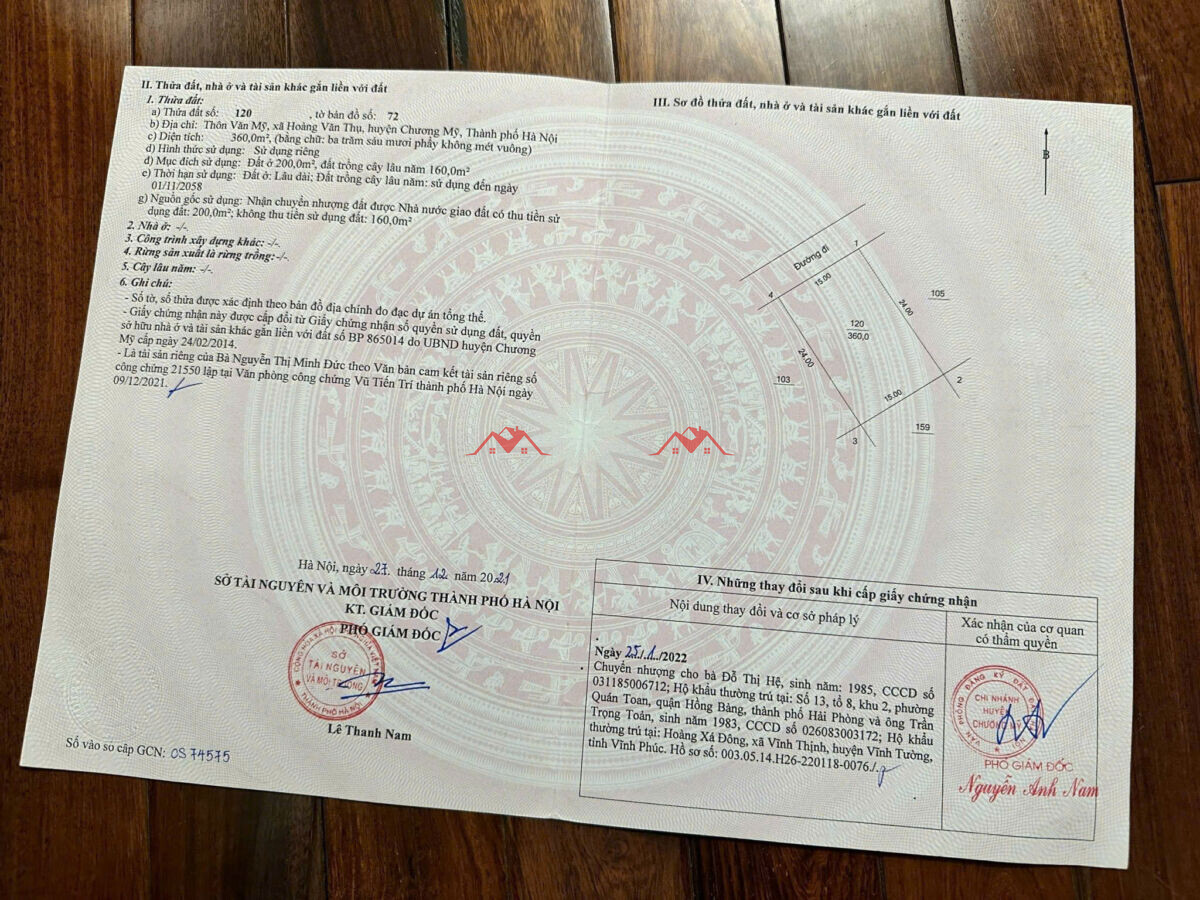 II. Thửa đất, nhà ở và tài sản khác gắn liền với đất
1. Thửa đất:
a) Thửa đất số: 120 , tờ bản đồ số: 72
b) Địa chỉ: Thôn Văn Mỹ, xã Hoàng Văn Thụ, huyện Chương Mỹ, Thành phố Hà Nội
c) Diện tích: 360,0m², (bằng chữ: ba trăm sáu mươi phẩy không mét vuông)
d) Hình thức sử dụng: Sử dụng riêng
đ) Mục đích sử dụng: Đất ở 200,0m², đất trồng cây lâu năm 160,0m²
e) Thời hạn sử dụng: Đất ở: Lâu dài; Đất trồng cây lâu năm: sử dụng đến ngày
01/11/2058
g) Nguồn gốc sử dụng: Nhận chuyển nhượng đất được Nhà nước giao đất có thu tiền sử
dụng đất: 200,0m²; không thu tiền sử dụng đất: 160,0m²
2. Nhà ở: -/-
3. Công trình xây dựng khác: -/-
4. Rừng sản xuất là rừng trồng: -/-
5. Cây lâu năm: -/-
6. Ghi chú:
- Số tờ, số thửa được xác định theo bản đồ địa chính đo đạc dự án tổng thể.
- Giấy chứng nhận này được cấp đổi từ Giấy chứng nhận số quyền sử dụng đất, quyền
sở hữu nhà ở và tài sản khác gắn liền với đất số BP 865014 do UBND huyện Chương
Mỹ cấp ngày 24/02/2014.
- Là tài sản riêng của Bà Nguyễn Thị Minh Đức theo Văn bản cam kết tài sản riêng số
công chứng 21550 lập tại Văn phòng công chứng Vũ Tiến Trí thành phố Hà Nội ngày
09/12/2021.
Hà Nội, ngày 27 tháng 12 năm 2021
SỞ TÀI NGUYÊN VÀ MÔI TRƯỜNG THÀNH PHỐ HÀ NỘI
KT. GIÁM ĐỐC
PHÓ GIÁM ĐỐC
SỞ
TÀI NGUYÊN
VÀ MÔI TRƯỜNG
THÀNH PHỐ HÀ NỘI
Lê Thanh Nam
Số vào sổ cấp GCN: OS 74575
III. Sơ đồ thửa đất, nhà ở và tài sản khác gắn liền với đất
B
Đường đi
1
4
15.00
105
24.00
120
360,0
24.00
103
15.00
2
159
3
IV. Những thay đổi sau khi cấp giấy chứng nhận
Nội dung thay đổi và cơ sở pháp lý
Xác nhận của cơ quan
có thẩm quyền
Ngày 25/1/2022
Chuyển nhượng cho bà Đỗ Thị Hệ, sinh năm: 1985, CCCD số
031185006712; Hộ khẩu thường trú tại: Số 13, tổ 8, khu 2, phường
Quán Toan, quận Hồng Bàng, thành phố Hải Phòng và ông Trần
Trọng Toán, sinh năm 1983, CCCD số 026083003172; Hộ khẩu
thường trú tại: Hoàng Xá Đông, xã Vĩnh Thịnh, huyện Vĩnh Tường,
tỉnh Vĩnh Phúc. Hồ sơ số: 003.05.14.H26-220118-0076./.
VĂN PHÒNG ĐĂNG KÝ ĐẤT ĐAI
CHI NHÁNH
HUYỆN
CHƯƠNG MỸ
PHÓ GIÁM ĐỐC
Nguyễn Anh Nam